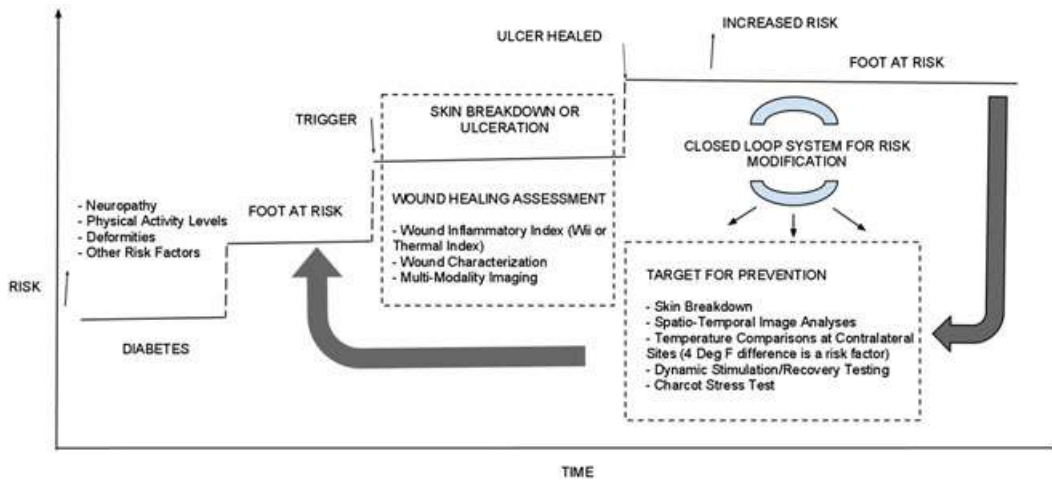 INCREASED RISK
ULCER HEALED
FOOT AT RISK
SKIN BREAKDOWN OR
ULCERATION
TRIGGER
CLOSED LOOP SYSTEM FOR RISK
MODIFICATION
- Neuropathy
- Physical Activity Levels
- Deformities
- Other Risk Factors
FOOT AT RISK
WOUND HEALING ASSESSMENT
- Wound Inflammatory Index (Wii or
Thermal Index)
- Wound Characterization
- Multi-Modality Imaging
RISK
DIABETES
TARGET FOR PREVENTION
- Skin Breakdown
- Spatio-Temporal Image Analyses
- Temperature Comparisons at Contralateral
Sites (4 Deg F difference is a risk factor)
- Dynamic Stimulation/Recovery Testing
- Charcot Stress Test
TIME